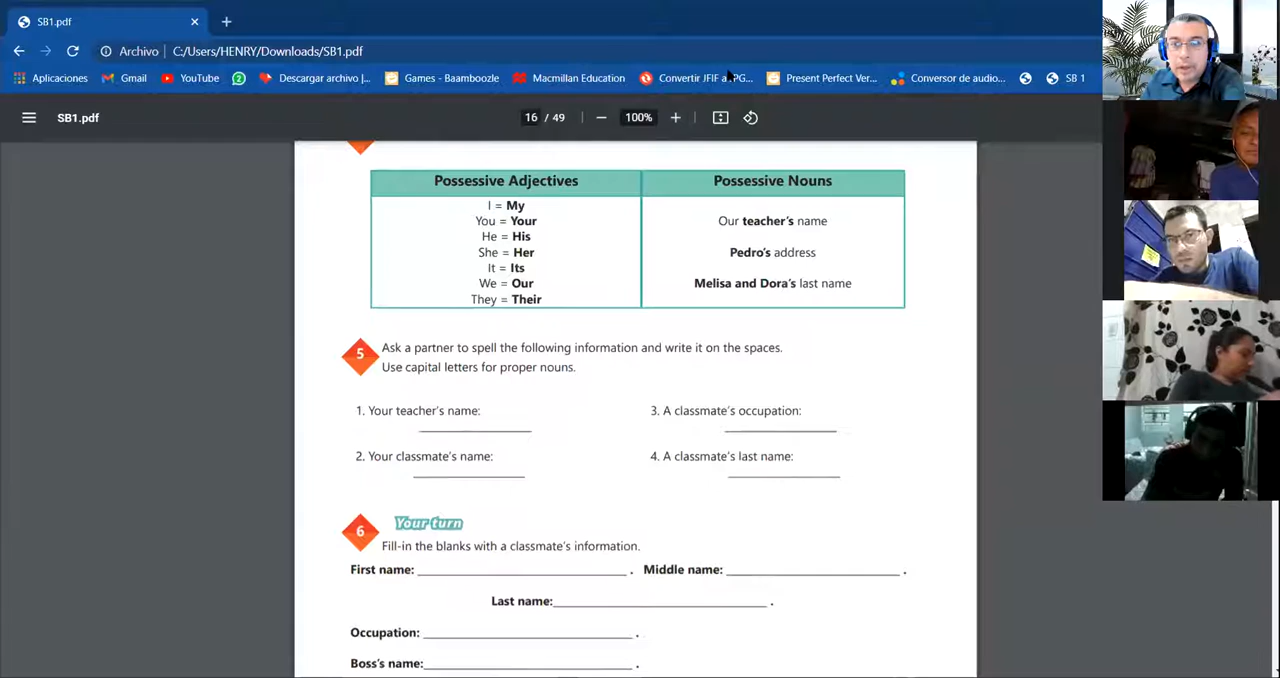 SB1.pdf
Archivo C:/Users/HENRY/Downloads/SB1.pdf
Aplicaciones Gmail YouTube 2 Descargar archivo |... Games - Baamboozle Macmillan Education Convertir JFIF a PG... Present Perfect Ver... Conversor de audio... SB 1
SB1.pdf 16 / 49 100%
Possessive Adjectives Possessive Nouns
I = My
You = Your
He = His
She = Her
It = Its
We = Our
They = Their
Our teacher's name
Pedro's address
Melisa and Dora's last name
5 Ask a partner to spell the following information and write it on the spaces.
Use capital letters for proper nouns.
1. Your teacher's name: 3. A classmate's occupation:
2. Your classmate's name: 4. A classmate's last name:
6 Your turn
Fill-in the blanks with a classmate's information.
First name: . Middle name: .
Last name: .
Occupation: .
Boss's name: .